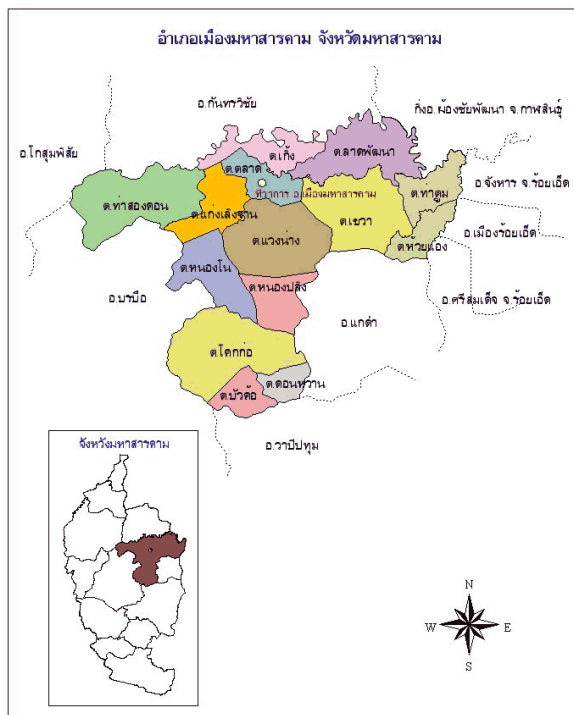 อำเภอเมืองมหาสารคาม จังหวัดมหาสารคาม
อ.กันทรวิชัย
กิ่งอ.ฆ้องชัยพัฒนา จ.กาฬสินธุ์
อ.โกสุมพิสัย
ต.เกิ้ง
ต.ลาดพัฒนา
ต.ตลาด
ที่ว่าการ อ.เมืองมหาสารคาม
ต.ท่าตูม
อ.จังหาร จ.ร้อยเอ็ด
ต.ท่าสองคอน
ต.แก่งเลิงจาน
ต.เขวา
ต.ห้วยแอ่ง
อ.เมืองร้อยเอ็ด
ต.แวงน่าง
ต.หนองโน
ต.หนองปลิง
อ.บรบือ
อ.ศรีสมเด็จ จ.ร้อยเอ็ด
อ.แกดำ
ต.โคกก่อ
ต.ดอนหว่าน
ต.บัวค้อ
อ.วาปีปทุม
จังหวังมหาสารคาม
N
W
E
S